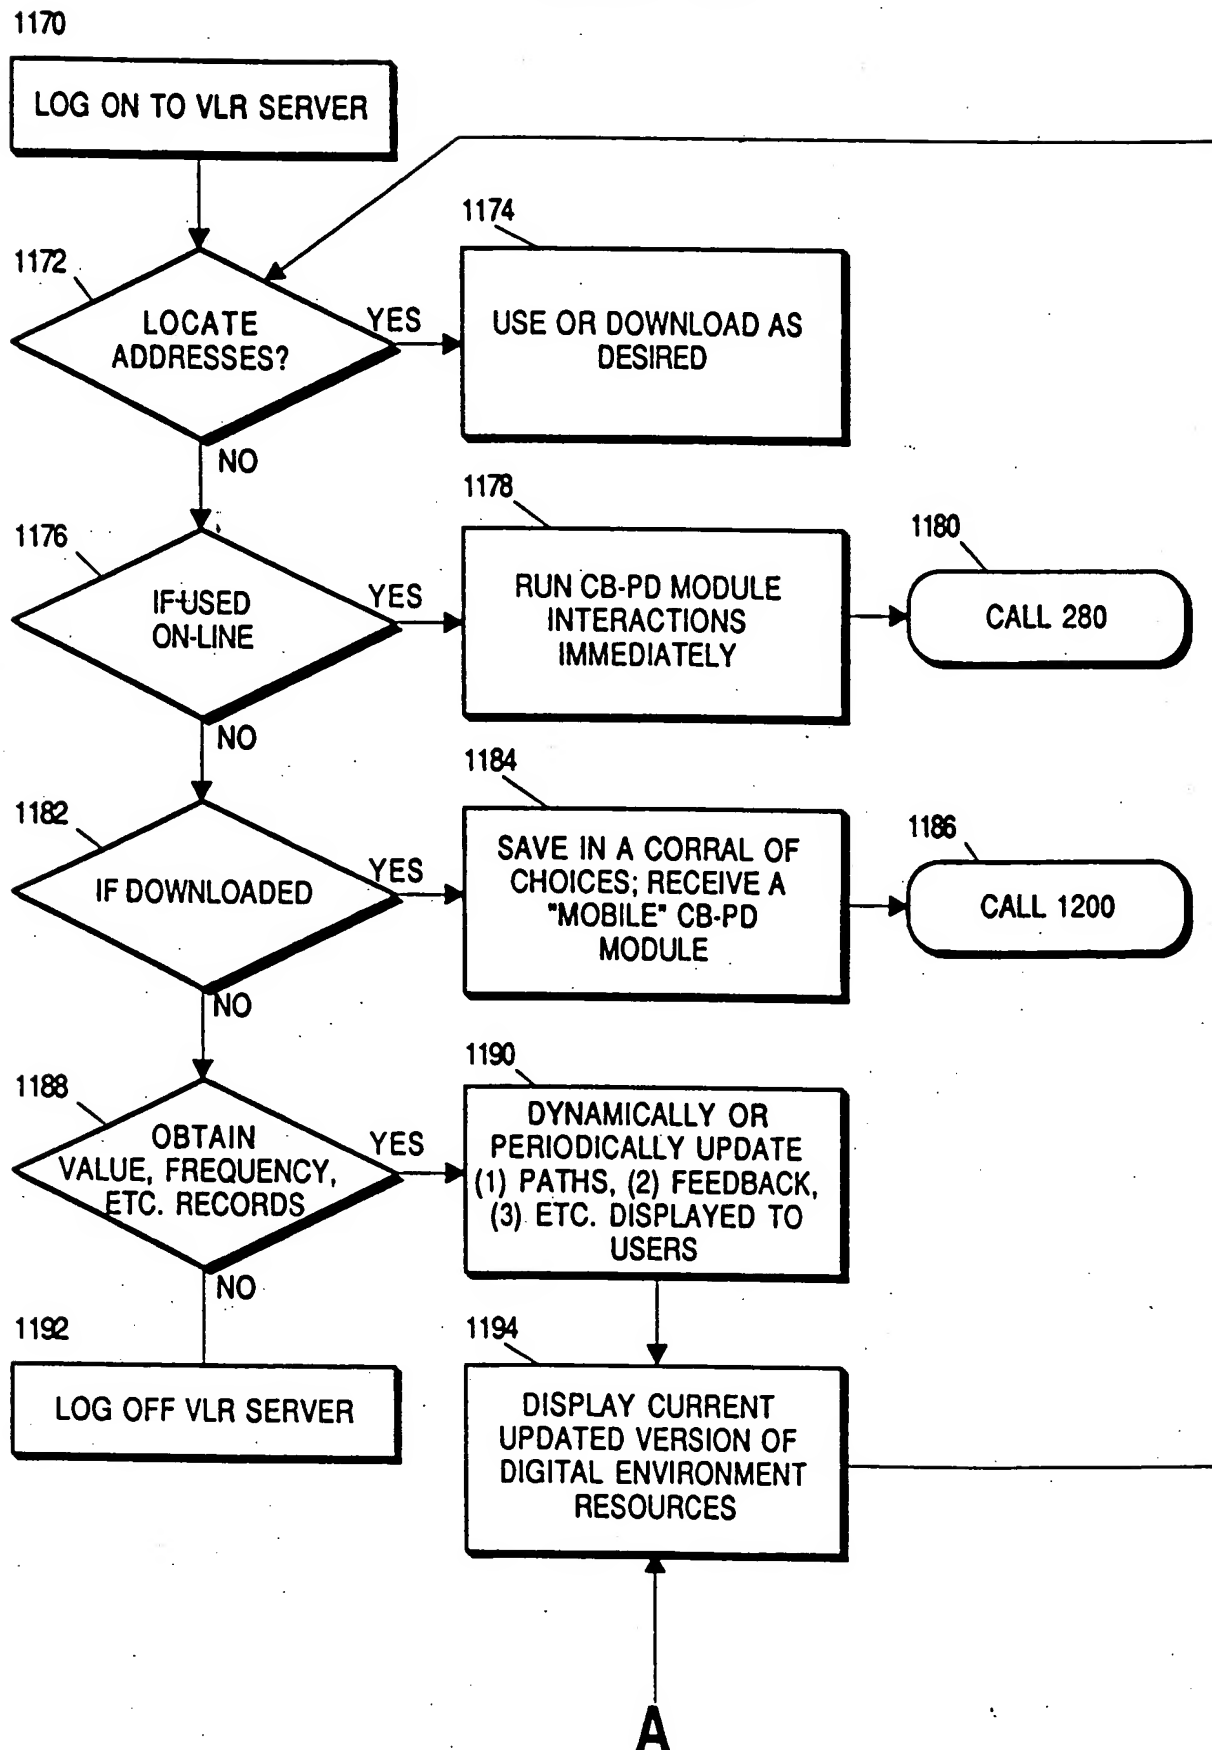 1170
LOG ON TO VLR SERVER
1172
LOCATE
ADDRESSES?
YES
NO
1174
USE OR DOWNLOAD AS
DESIRED
1176
IF-USED
ON-LINE
YES
NO
1178
RUN CB-PD MODULE
INTERACTIONS
IMMEDIATELY
1180
CALL 280
1182
IF DOWNLOADED
YES
NO
1184
SAVE IN A CORRAL OF
CHOICES; RECEIVE A
"MOBILE" CB-PD
MODULE
1186
CALL 1200
1188
OBTAIN
VALUE, FREQUENCY,
ETC. RECORDS
YES
NO
1190
DYNAMICALLY OR
PERIODICALLY UPDATE
(1) PATHS, (2) FEEDBACK,
(3) ETC. DISPLAYED TO
USERS
1192
LOG OFF VLR SERVER
1194
DISPLAY CURRENT
UPDATED VERSION OF
DIGITAL ENVIRONMENT
RESOURCES
A